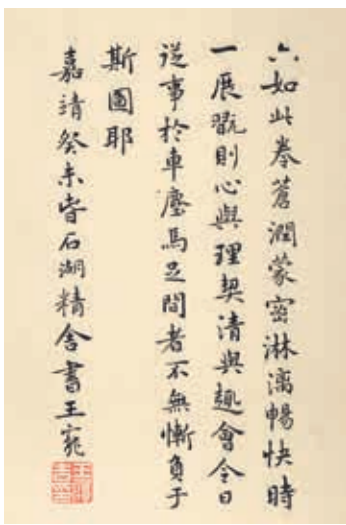 六如此卷蒼潤蒙密淋漓暢快時
一展翫則心與理契清與趣會今日
從事於車塵馬足間者不無慚負于
斯圖耶
嘉靖癸未皆石湖精舍書王寵